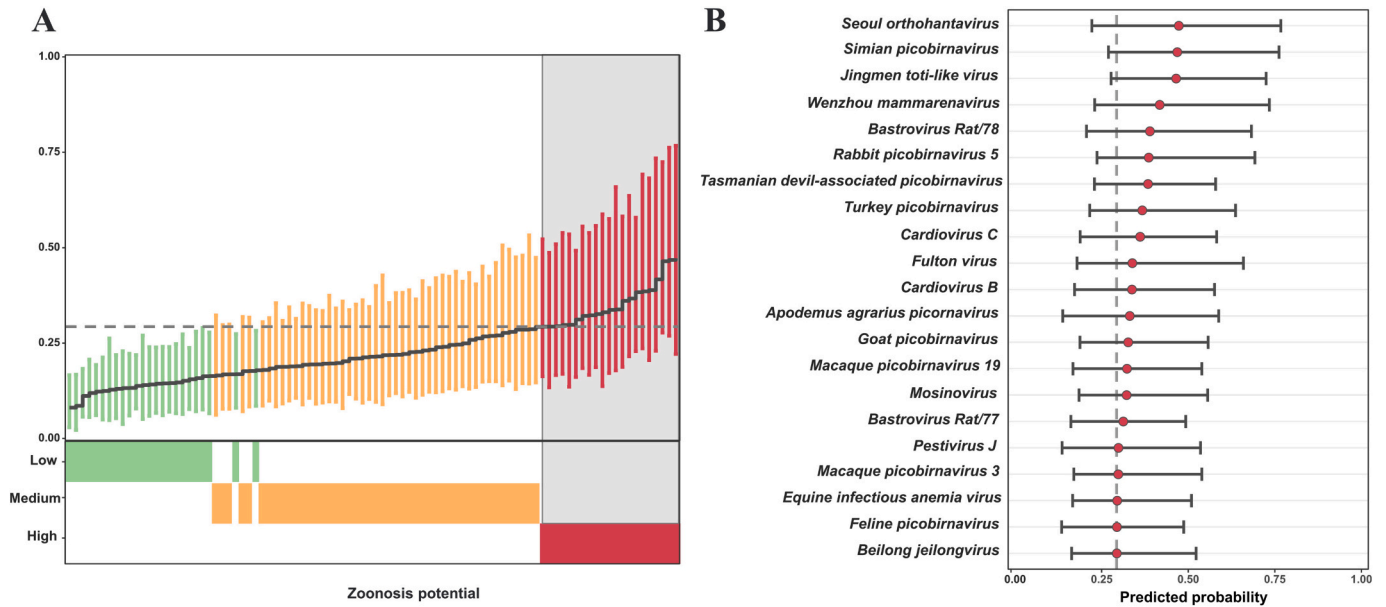 A
1.00
0.75
0.50
0.25
0.00
Low
Medium
High
Zoonosis potential
B
Seoul orthohantavirus
Simian picobirnavirus
Jingmen toti-like virus
Wenzhou mammarenavirus
Bastrovirus Rat/78
Rabbit picobirnavirus 5
Tasmanian devil-associated picobirnavirus
Turkey picobirnavirus
Cardiovirus C
Fulton virus
Cardiovirus B
Apodemus agrarius picornavirus
Goat picobirnavirus
Macaque picobirnavirus 19
Mosinovirus
Bastrovirus Rat/77
Pestivirus J
Macaque picobirnavirus 3
Equine infectious anemia virus
Feline picobirnavirus
Beilong jeilongvirus
0.00 0.25 0.50 0.75 1.00
Predicted probability